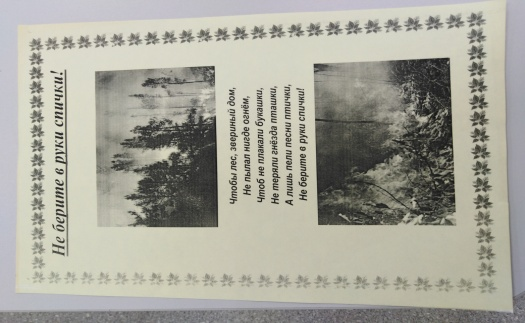 Не берите в руки спички!
Чтобы лес, звериный дом,
Не пылал нигде огнём,
Чтоб не плакали букашки,
Не теряли гнёзда пташки,
А лишь пели песни птички,
Не берите в руки спички!